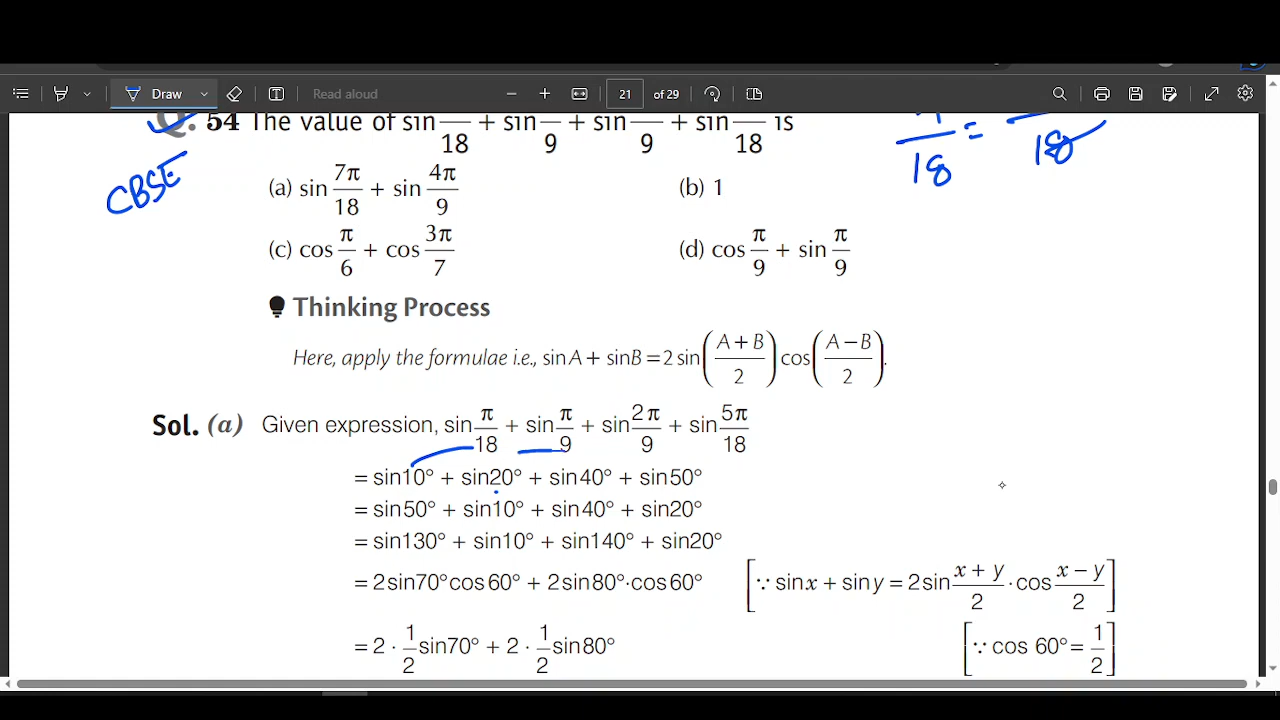 Draw Read aloud 21 of 29
Q. 54 The value of sin /18 + sin /9 + sin /9 + sin /18 is
18 = 18
CBSE
(a) sin 7π/18 + sin 4π/9 (b) 1
(c) cos π/6 + cos 3π/7 (d) cos π/9 + sin π/9
Thinking Process
Here, apply the formulae i.e., sin A + sin B = 2 sin (A + B / 2) cos (A − B / 2).
Sol. (a) Given expression, sin π/18 + sin π/9 + sin 2π/9 + sin 5π/18
= sin10° + sin20° + sin40° + sin50°
= sin50° + sin10° + sin40° + sin20°
= sin130° + sin10° + sin140° + sin20°
= 2sin70°cos60° + 2sin80°·cos60° [∵ sin x + sin y = 2sin x + y / 2 · cos x − y / 2]
= 2 · 1/2 sin70° + 2 · 1/2 sin80° [∵ cos 60° = 1/2]